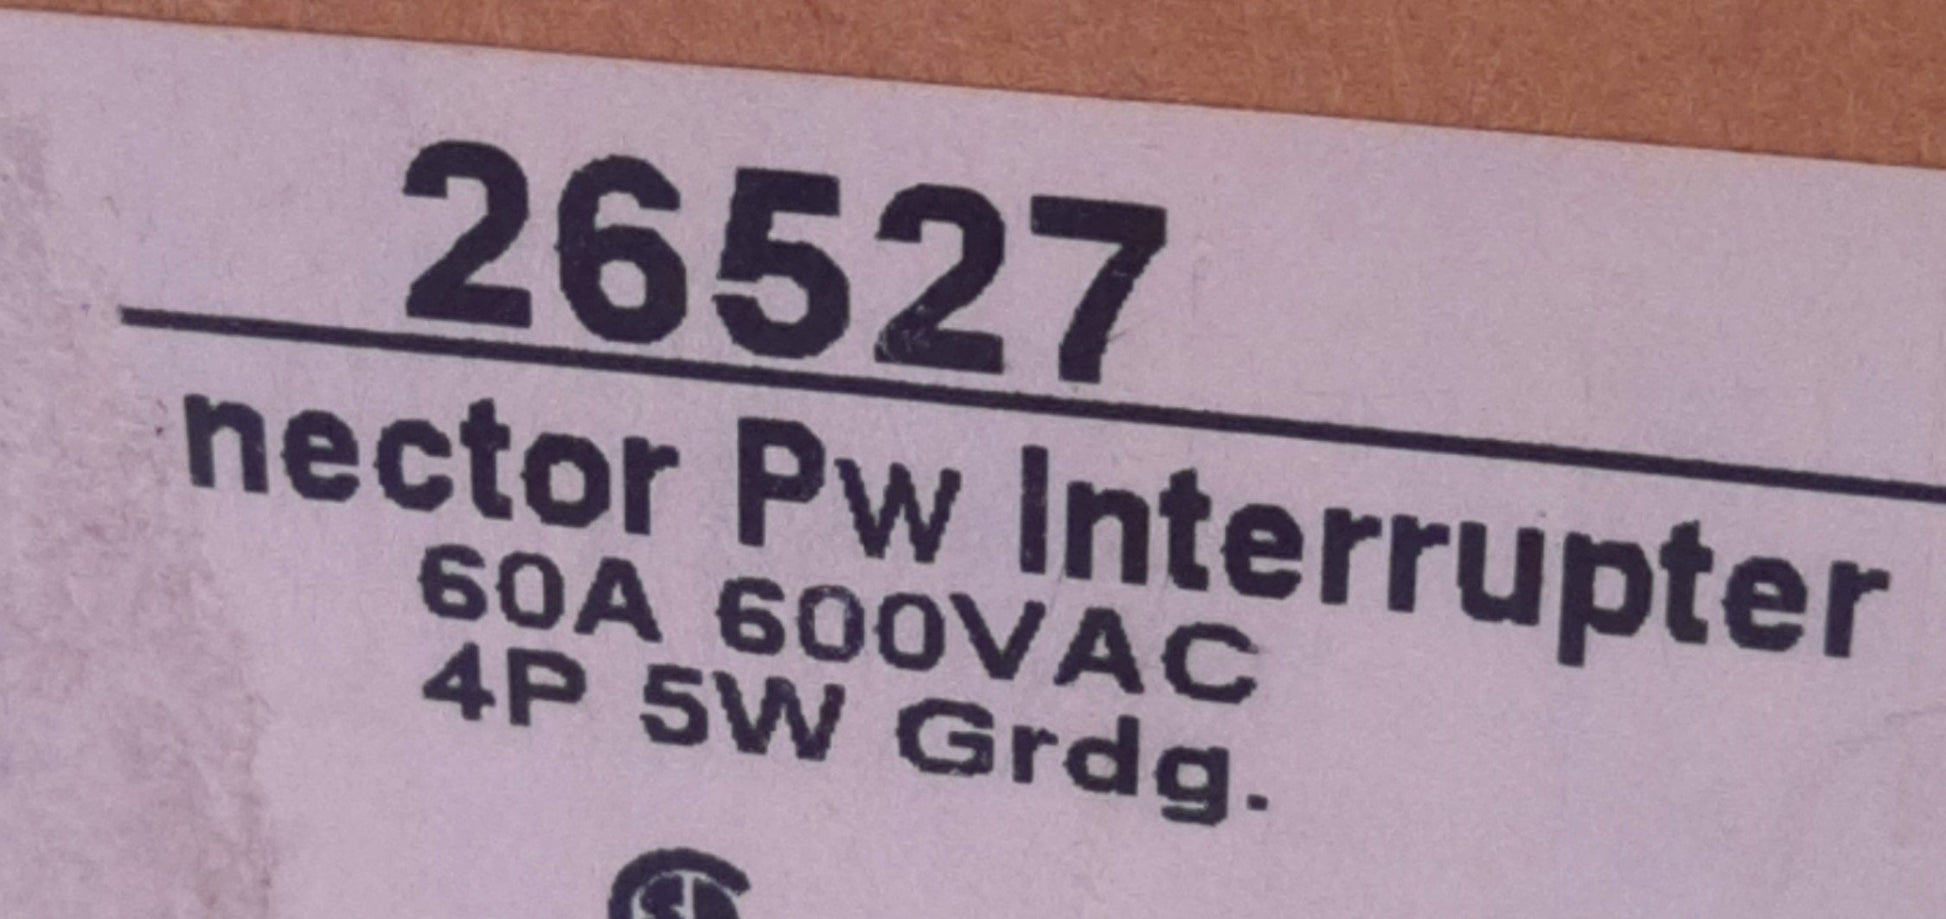 26527
nector Pw Interrupter
60A 600VAC
4P 5W Grdg.